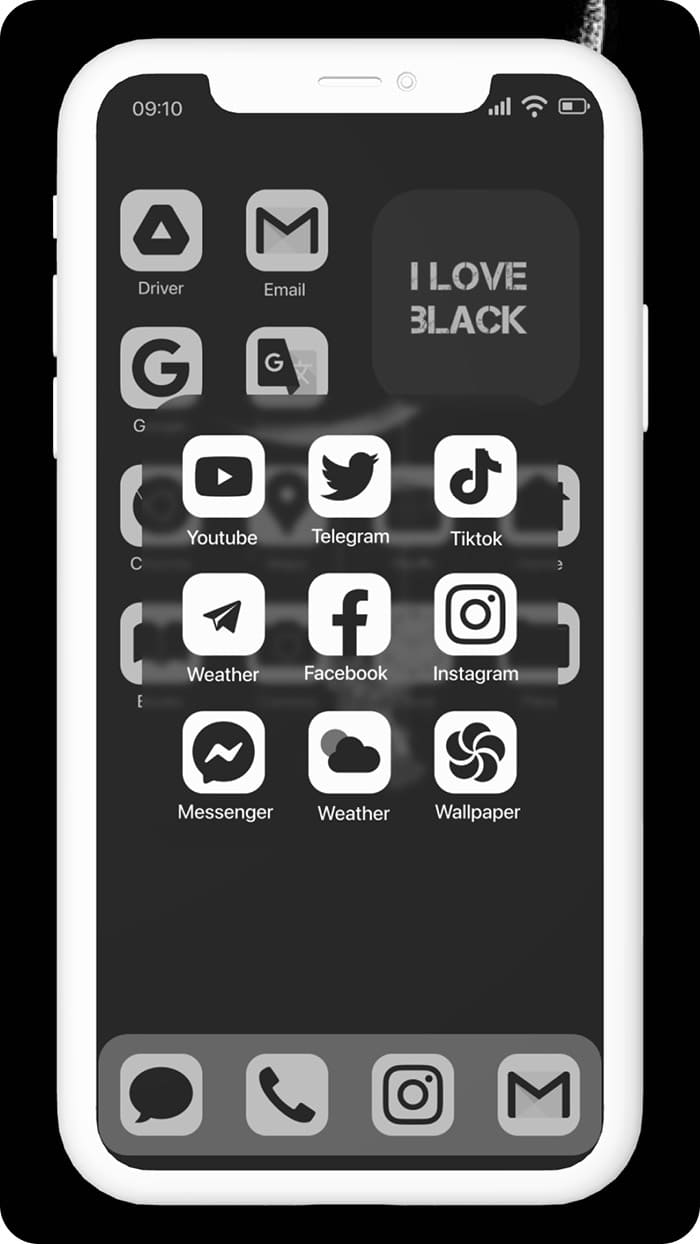 09:10
I LOVE
BLACK
Driver
Email
Youtube
Telegram
Tiktok
Weather
Facebook
Instagram
Messenger
Weather
Wallpaper